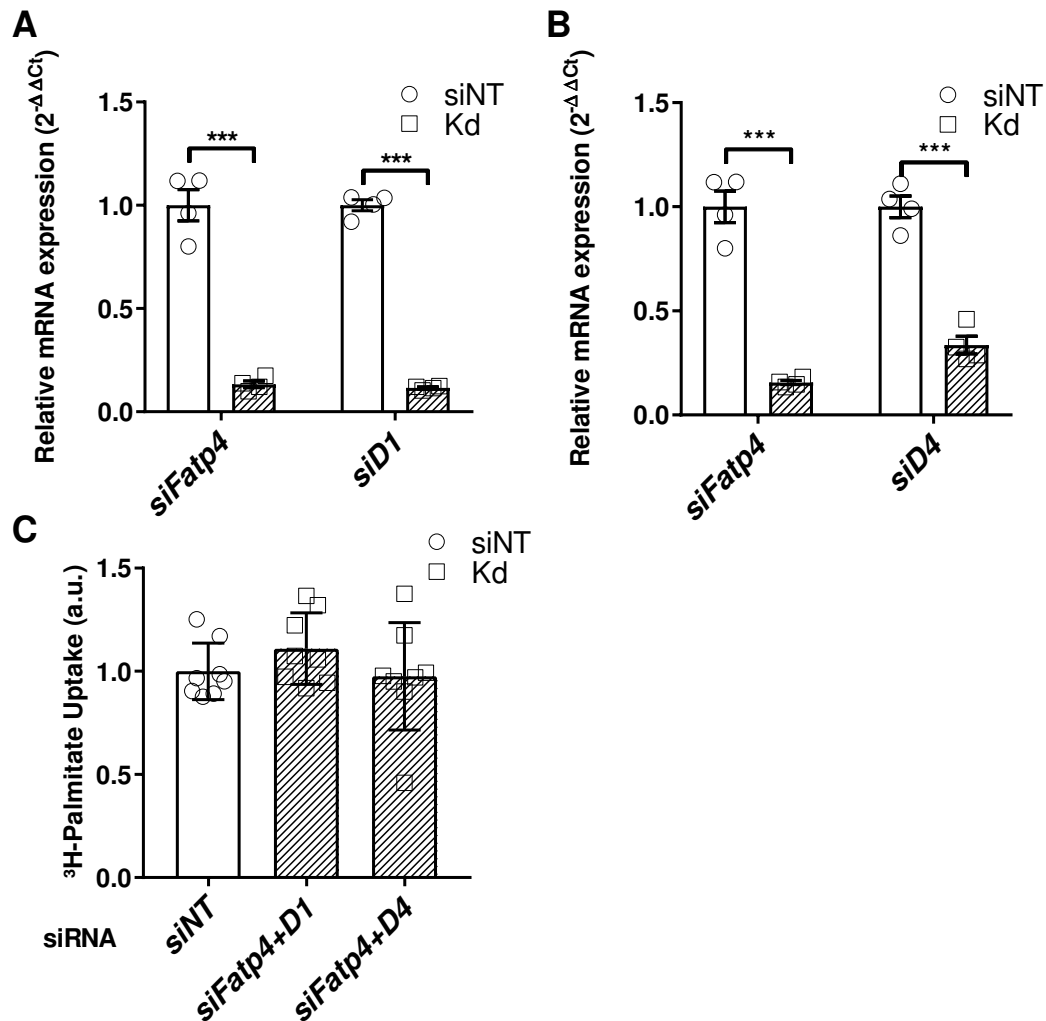 A
Relative mRNA expression (2-ΔΔCt)
siNT
Kd
1.5
1.0
0.5
0.0
***
***
siFatp4
siD1
B
Relative mRNA expression (2-ΔΔCt)
siNT
Kd
1.5
1.0
0.5
0.0
***
***
siFatp4
siD4
C
³H-Palmitate Uptake (a.u.)
siNT
Kd
1.5
1.0
0.5
0.0
siRNA
siNT
siFatp4+D1
siFatp4+D4